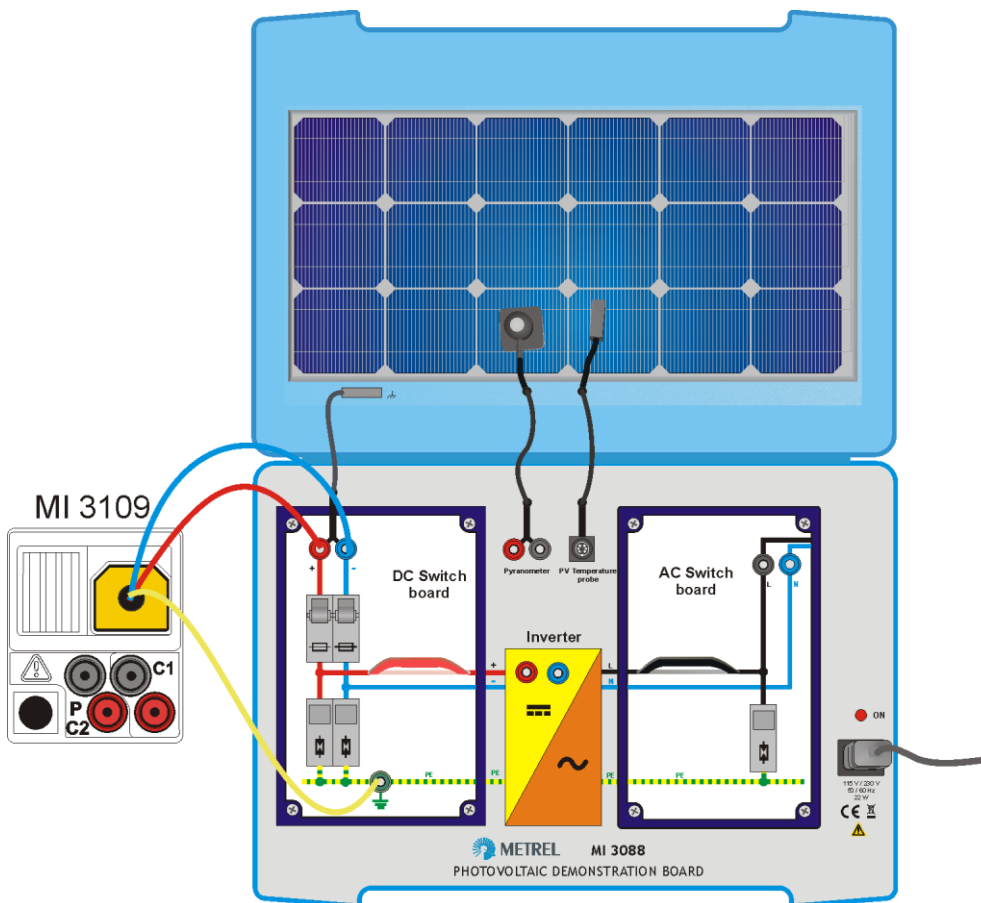 MI 3109
C1
P
C2
+
-
DC Switch
board
Pyranometer
PV Temperature
probe
AC Switch
board
L
N
Inverter
+
-
L
N
ON
PE
PE
PE
PE
115 V / 230 V
50 / 60 Hz
22 W
CE
METREL MI 3088
PHOTOVOLTAIC DEMONSTRATION BOARD